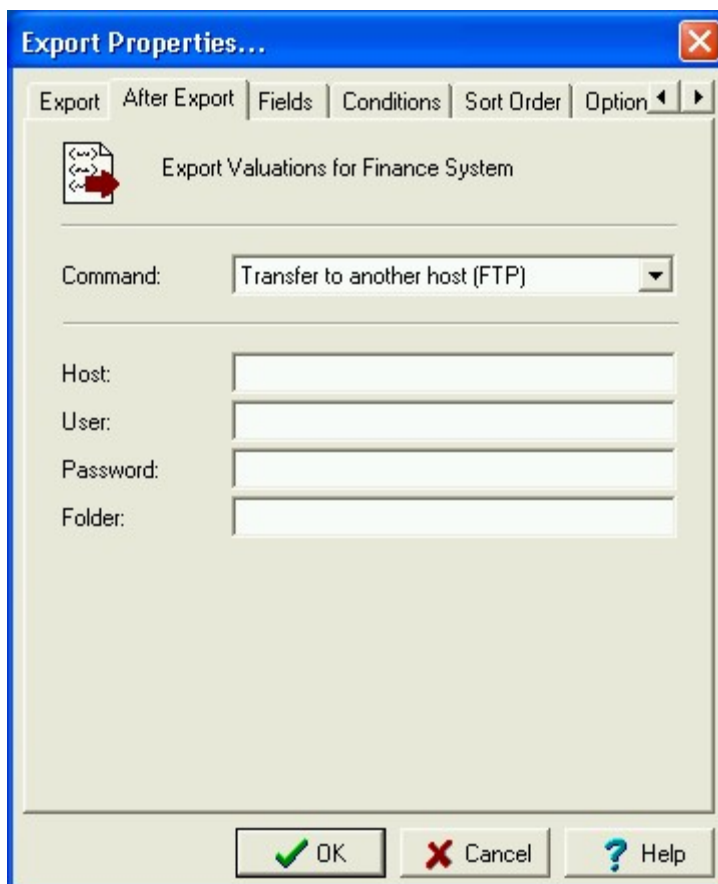 Export Properties...
Export After Export Fields Conditions Sort Order Option
Export Valuations for Finance System
Command: Transfer to another host (FTP)
Host:
User:
Password:
Folder:
OK Cancel Help